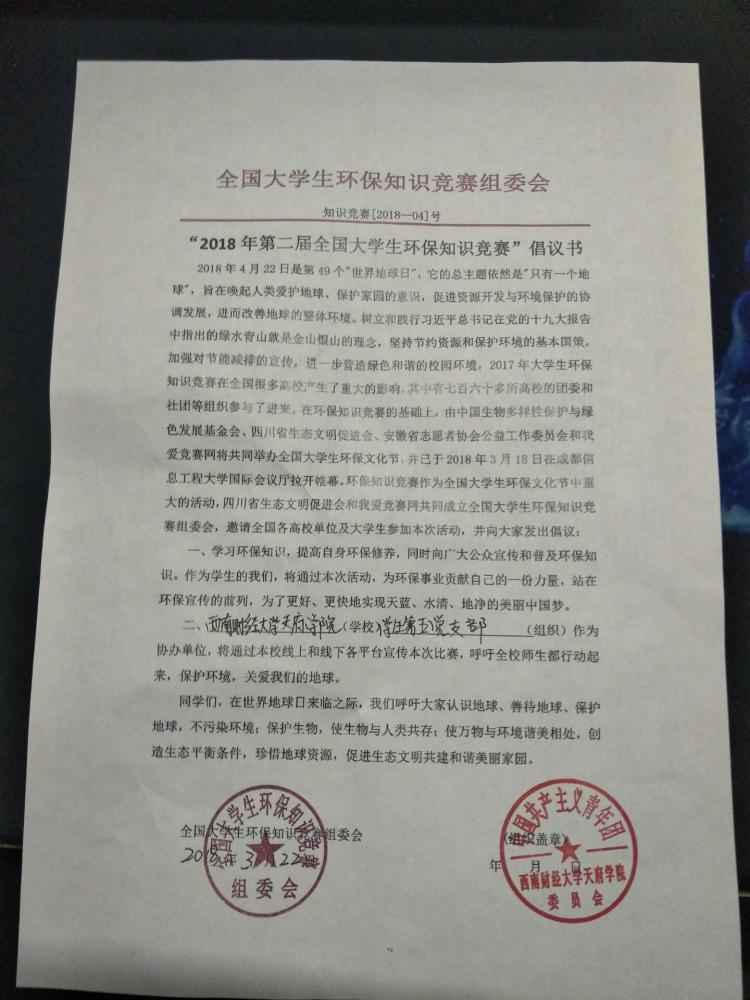 全国大学生环保知识竞赛组委会
知识竞赛[2018—04]号
“2018 年第二届全国大学生环保知识竞赛”倡议书
2018 年 4 月 22 日是第 49 个"世界地球日"，它的总主题依然是"只有一个地
球"，旨在唤起人类爱护地球、保护家园的意识，促进资源开发与环境保护的协
调发展，进而改善地球的整体环境。树立和践行习近平总书记在党的十九大报告
中指出的绿水青山就是金山银山的理念，坚持节约资源和保护环境的基本国策，
加强对节能减排的宣传，进一步营造绿色和谐的校园环境，2017 年大学生环保
知识竞赛在全国很多高校产生了重大的影响，其中有七百六十多所高校的团委和
社团等组织参与了进来。在环保知识竞赛的基础上，由中国生物多样性保护与绿
色发展基金会、四川省生态文明促进会、安徽省志愿者协会公益工作委员会和我
爱竞赛网将共同举办全国大学生环保文化节，并已于 2018 年 3 月 18 日在成都信
息工程大学国际会议厅拉开帷幕。环保知识竞赛作为全国大学生环保文化节中重
大的活动，四川省生态文明促进会和我爱竞赛网共同成立全国大学生环保知识竞
赛组委会，邀请全国各高校单位及大学生参加本次活动，并向大家发出倡议：
一、学习环保知识，提高自身环保修养，同时向广大公众宣传和普及环保知
识。作为学生的我们，将通过本次活动，为环保事业贡献自己的一份力量，站在
环保宣传的前列，为了更好、更快地实现天蓝、水清、地净的美丽中国梦。
二、西南财经大学天府学院（学校）学生第五党支部（组织）作为
协办单位，将通过本校线上和线下各平台宣传本次比赛，呼吁全校师生都行动起
来，保护环境，关爱我们的地球。
同学们，在世界地球日来临之际，我们呼吁大家认识地球、善待地球、保护
地球，不污染环境；保护生物，使生物与人类共存；使万物与环境谐美相处，创
造生态平衡条件，珍惜地球资源，促进生态文明共建和谐美丽家园。
全国大学生环保知识竞赛组委会
2018 年 3 月 22 日
全国大学生环保知识竞赛
组委会
（组织盖章）
年 月 日
中国共产主义青年团
西南财经大学天府学院
委员会